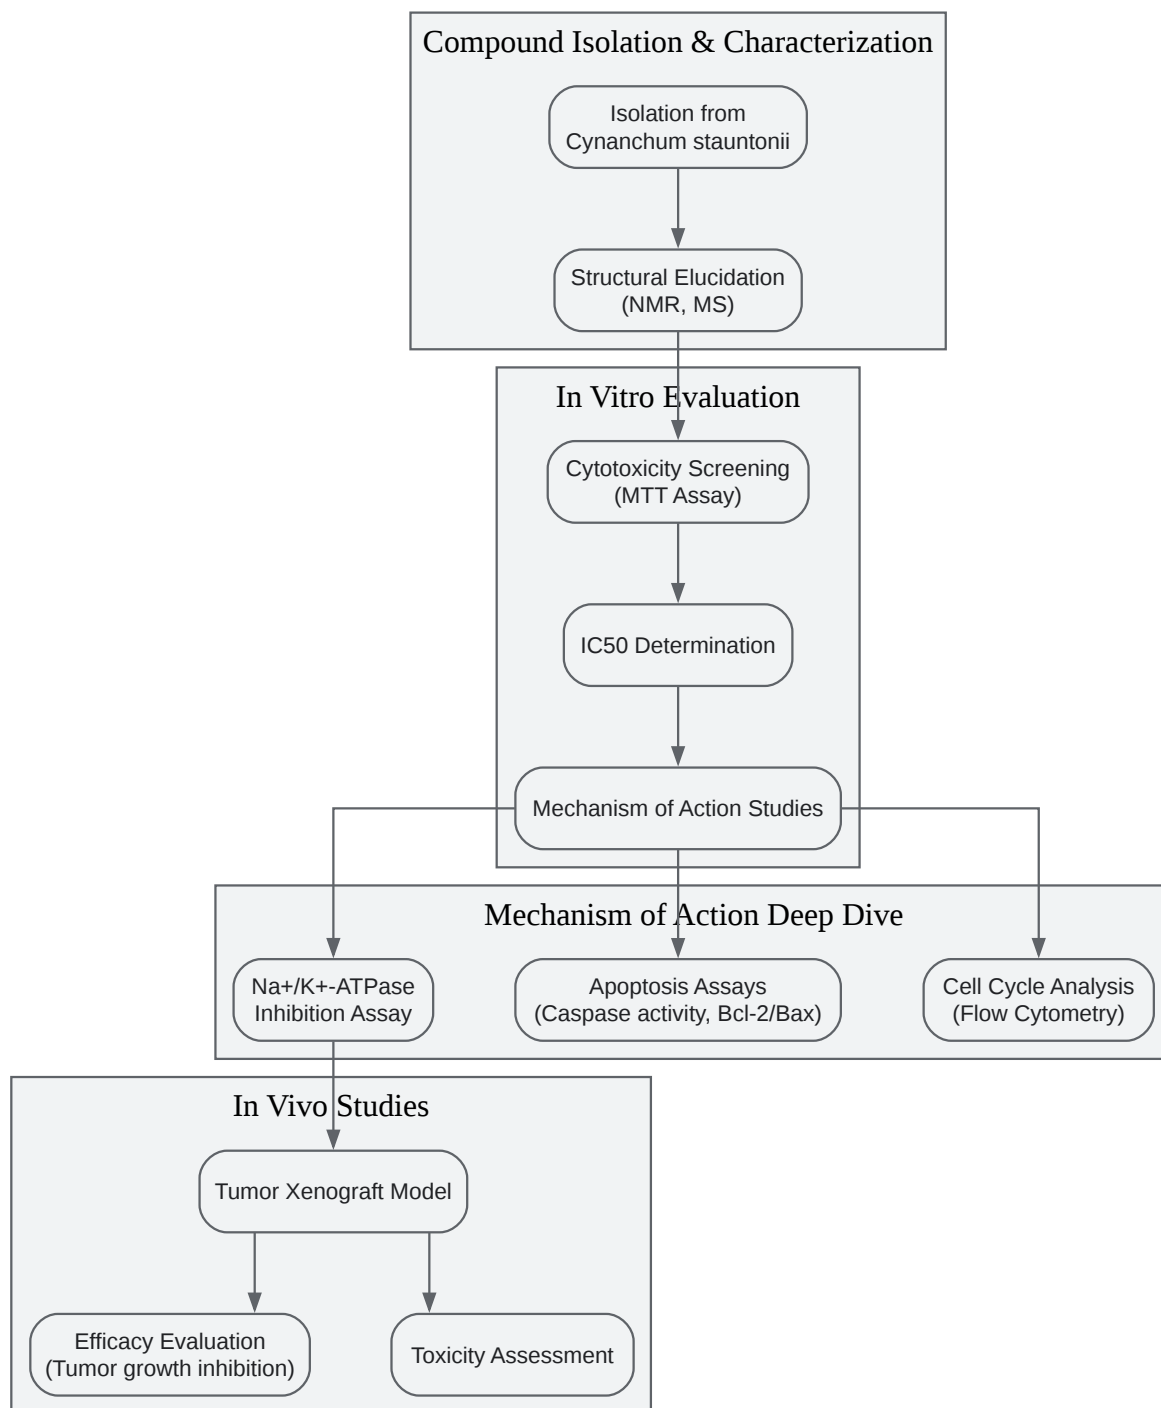 Compound Isolation & Characterization
Isolation from
Cynanchum stauntonii
Structural Elucidation
(NMR, MS)
In Vitro Evaluation
Cytotoxicity Screening
(MTT Assay)
IC50 Determination
Mechanism of Action Studies
Mechanism of Action Deep Dive
Na+/K+-ATPase
Inhibition Assay
Apoptosis Assays
(Caspase activity, Bcl-2/Bax)
Cell Cycle Analysis
(Flow Cytometry)
In Vivo Studies
Tumor Xenograft Model
Efficacy Evaluation
(Tumor growth inhibition)
Toxicity Assessment